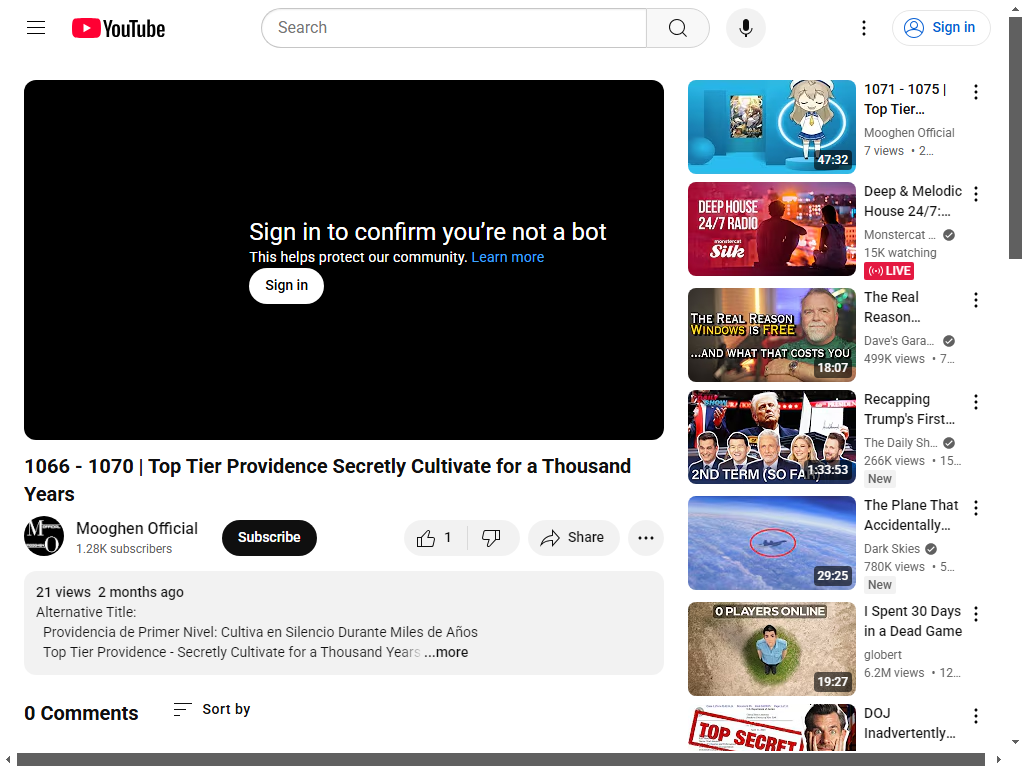 YouTube
Search
Sign in
Sign in to confirm you’re not a bot
This helps protect our community. Learn more
Sign in
1066 - 1070 | Top Tier Providence Secretly Cultivate for a Thousand
Years
Mooghen Official
1.28K subscribers
Subscribe
1
Share
21 views 2 months ago
Alternative Title:
Providencia de Primer Nivel: Cultiva en Silencio Durante Miles de Años
Top Tier Providence - Secretly Cultivate for a Thousand Years ...more
0 Comments
Sort by
47:32
1071 - 1075 |
Top Tier…
Mooghen Official
7 views • 2…
DEEP HOUSE
24/7 RADIO
monstercat
Silk
Deep & Melodic
House 24/7:…
Monstercat …
15K watching
LIVE
THE REAL REASON
WINDOWS IS FREE
...AND WHAT THAT COSTS YOU
18:07
The Real
Reason…
Dave's Gara…
499K views • 7…
2ND TERM (SO FA
1:33:53
Recapping
Trump's First…
The Daily Sh…
266K views • 15…
New
29:25
The Plane That
Accidentally…
Dark Skies
780K views • 5…
New
0 PLAYERS ONLINE
19:27
I Spent 30 Days
in a Dead Game
globert
6.2M views • 12…
TOP SECRET
DOJ
Inadvertently…